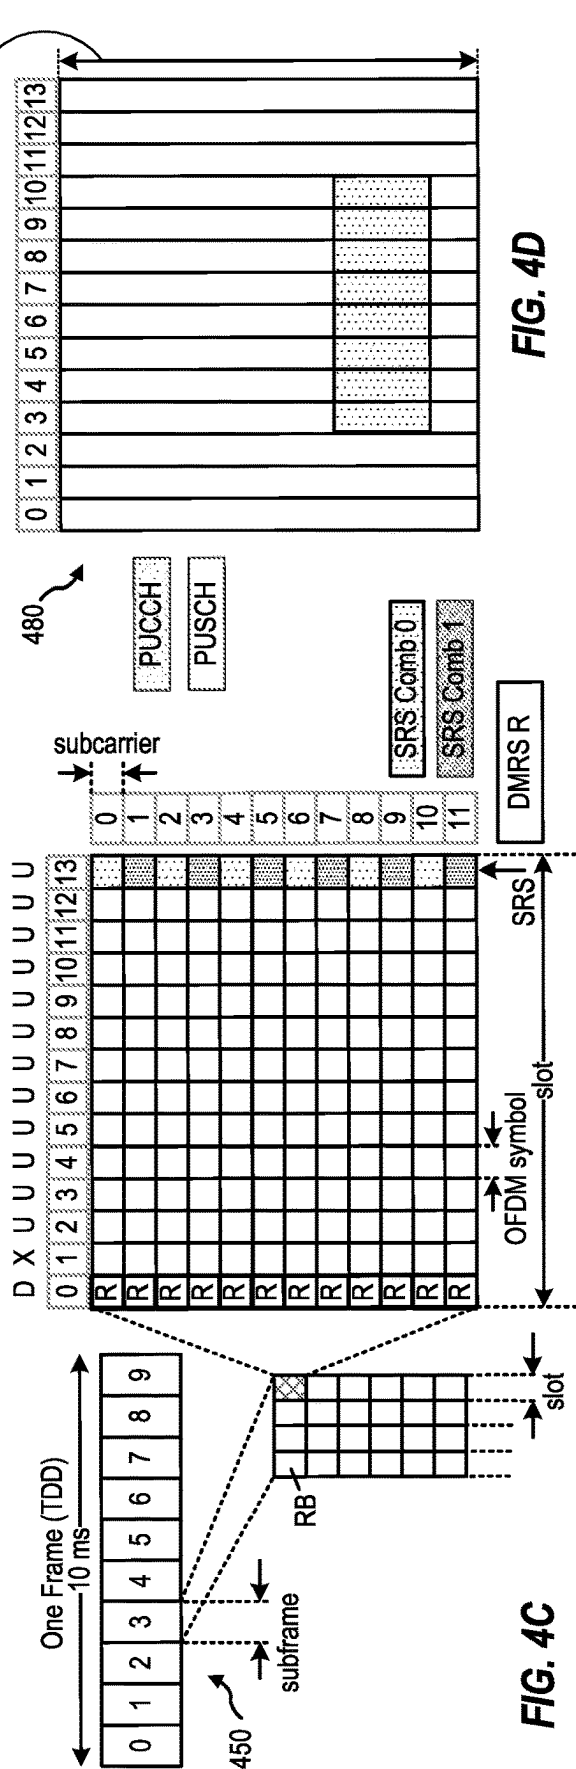 One Frame (TDD)
10 ms
0 1 2 3 4 5 6 7 8 9
subframe
450
RB
slot
FIG. 4C
D X U U U U U U U U U U U U
0 1 2 3 4 5 6 7 8 9 10 11 12 13
R
R
R
R
R
R
R
R
R
R
R
R
subcarrier
0
1
2
3
4
5
6
7
8
9
10
11
OFDM symbol
SRS
slot
480
PUCCH
PUSCH
SRS Comb 0
SRS Comb 1
DMRS R
0 1 2 3 4 5 6 7 8 9 10 11 12 13
FIG. 4D